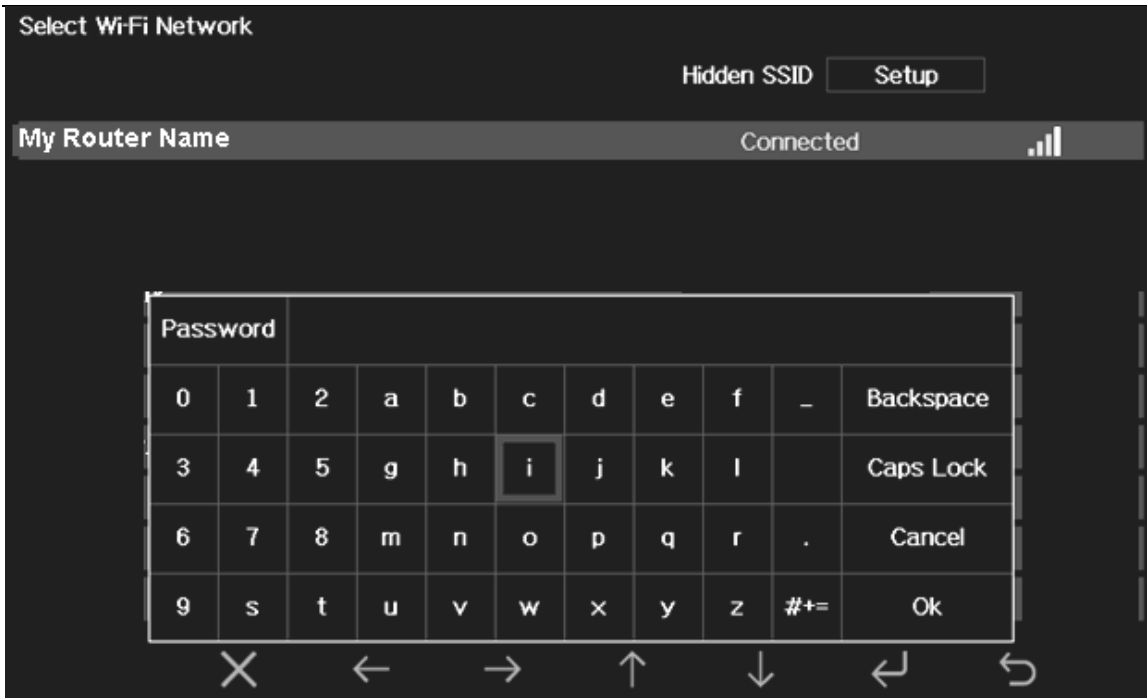 Select Wi-Fi Network
Hidden SSID Setup
My Router Name Connected
Password
0 1 2 a b c d e f _ Backspace
3 4 5 g h i j k l Caps Lock
6 7 8 m n o p q r . Cancel
9 s t u v w x y z #+= Ok